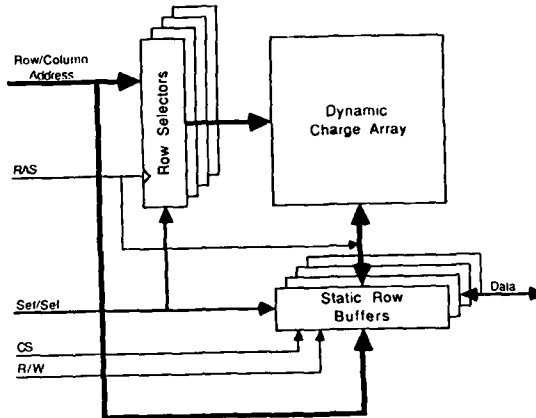 Row/Column
Address
Row Selectors
Dynamic
Charge Array
RAS
Static Row
Buffers
Data
Set/Sel
CS
R/W